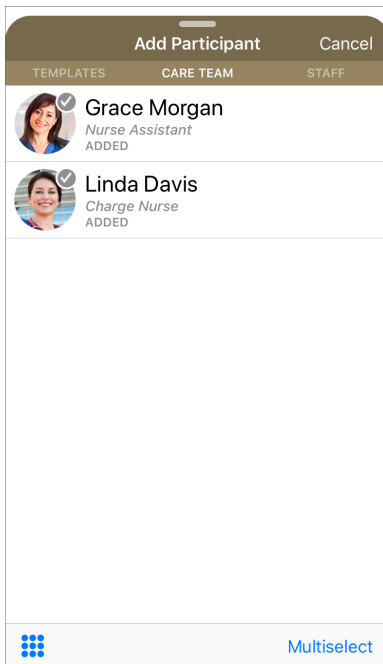 Add Participant Cancel
TEMPLATES CARE TEAM STAFF
Grace Morgan
Nurse Assistant
ADDED
Linda Davis
Charge Nurse
ADDED
Multiselect